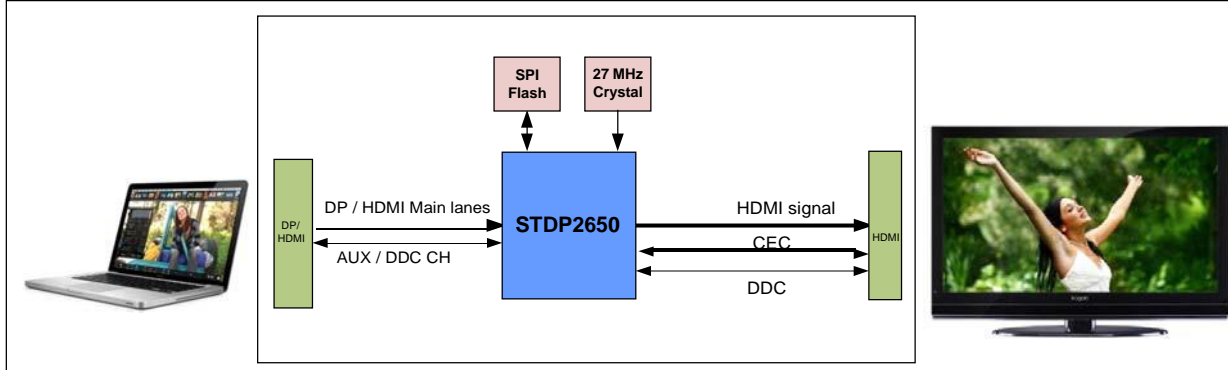 SPI
Flash
27 MHz
Crystal
DP/
HDMI
DP / HDMI Main lanes
AUX / DDC CH
STDP2650
HDMI signal
CEC
DDC
HDMI